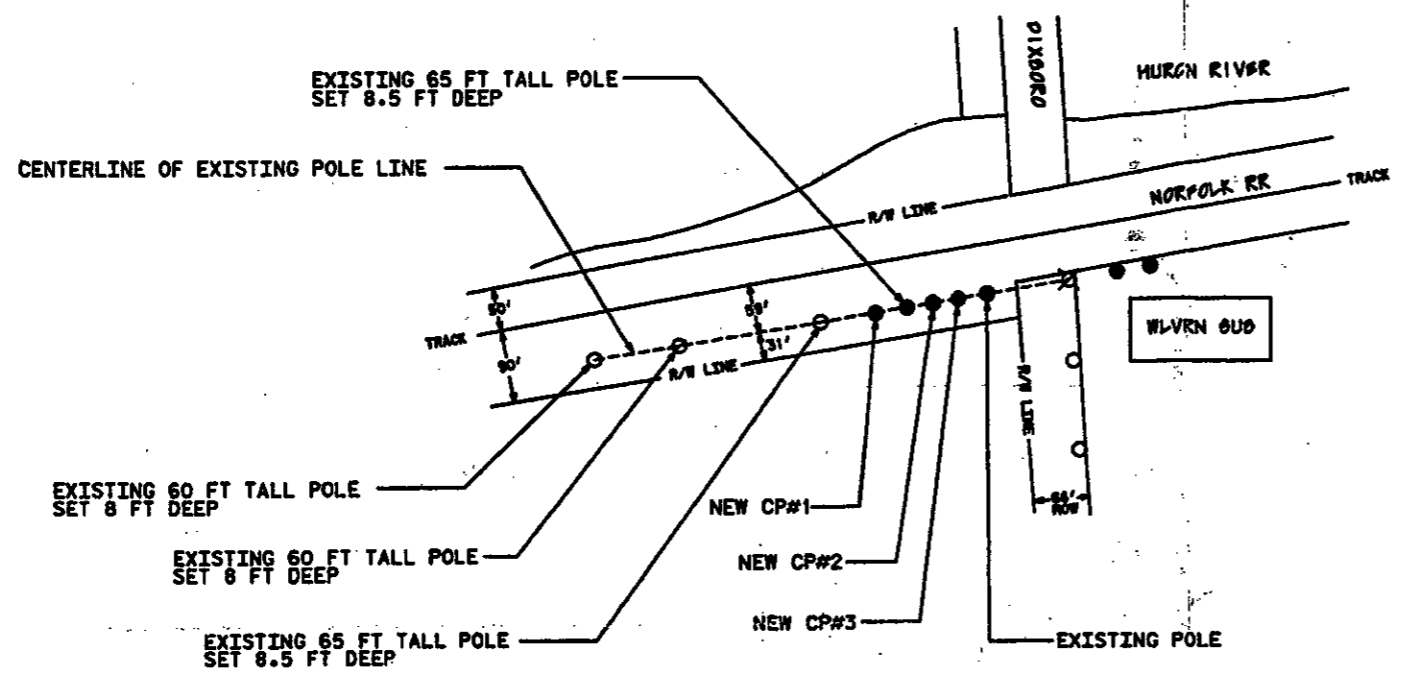 DIXBORO
HURON RIVER
EXISTING 65 FT TALL POLE
SET 8.5 FT DEEP
CENTERLINE OF EXISTING POLE LINE
NORFOLK RR
TRACK
R/W LINE
50'
59'
TRACK
31'
90'
R/W LINE
WLVRN SUB
R/W LINE
EXISTING 60 FT TALL POLE
SET 8 FT DEEP
NEW CP#1
ROW
EXISTING 60 FT TALL POLE
SET 8 FT DEEP
NEW CP#2
NEW CP#3
EXISTING 65 FT TALL POLE
SET 8.5 FT DEEP
EXISTING POLE